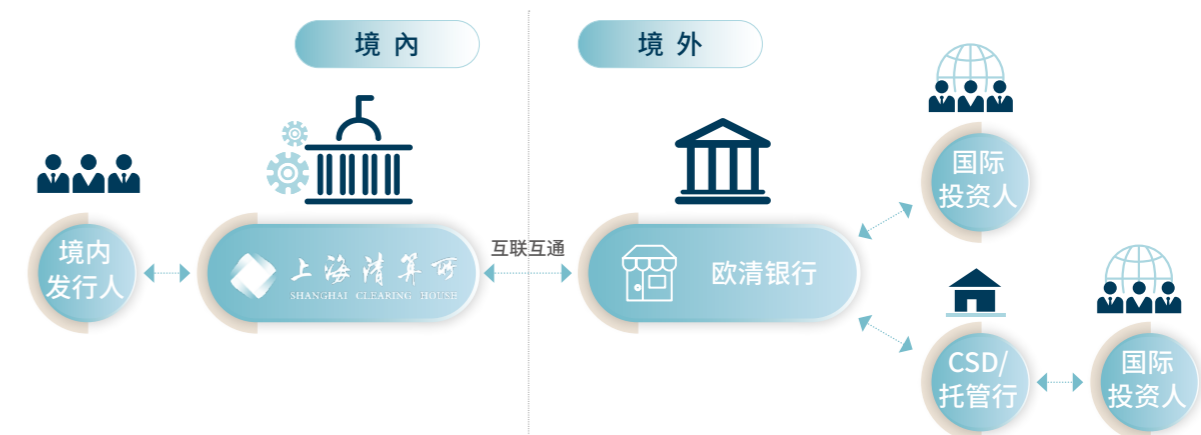 境內
境外
境内
发行人
上海清算所
SHANGHAI CLEARING HOUSE
互联互通
欧清银行
国际
投资人
CSD/
托管行
国际
投资人